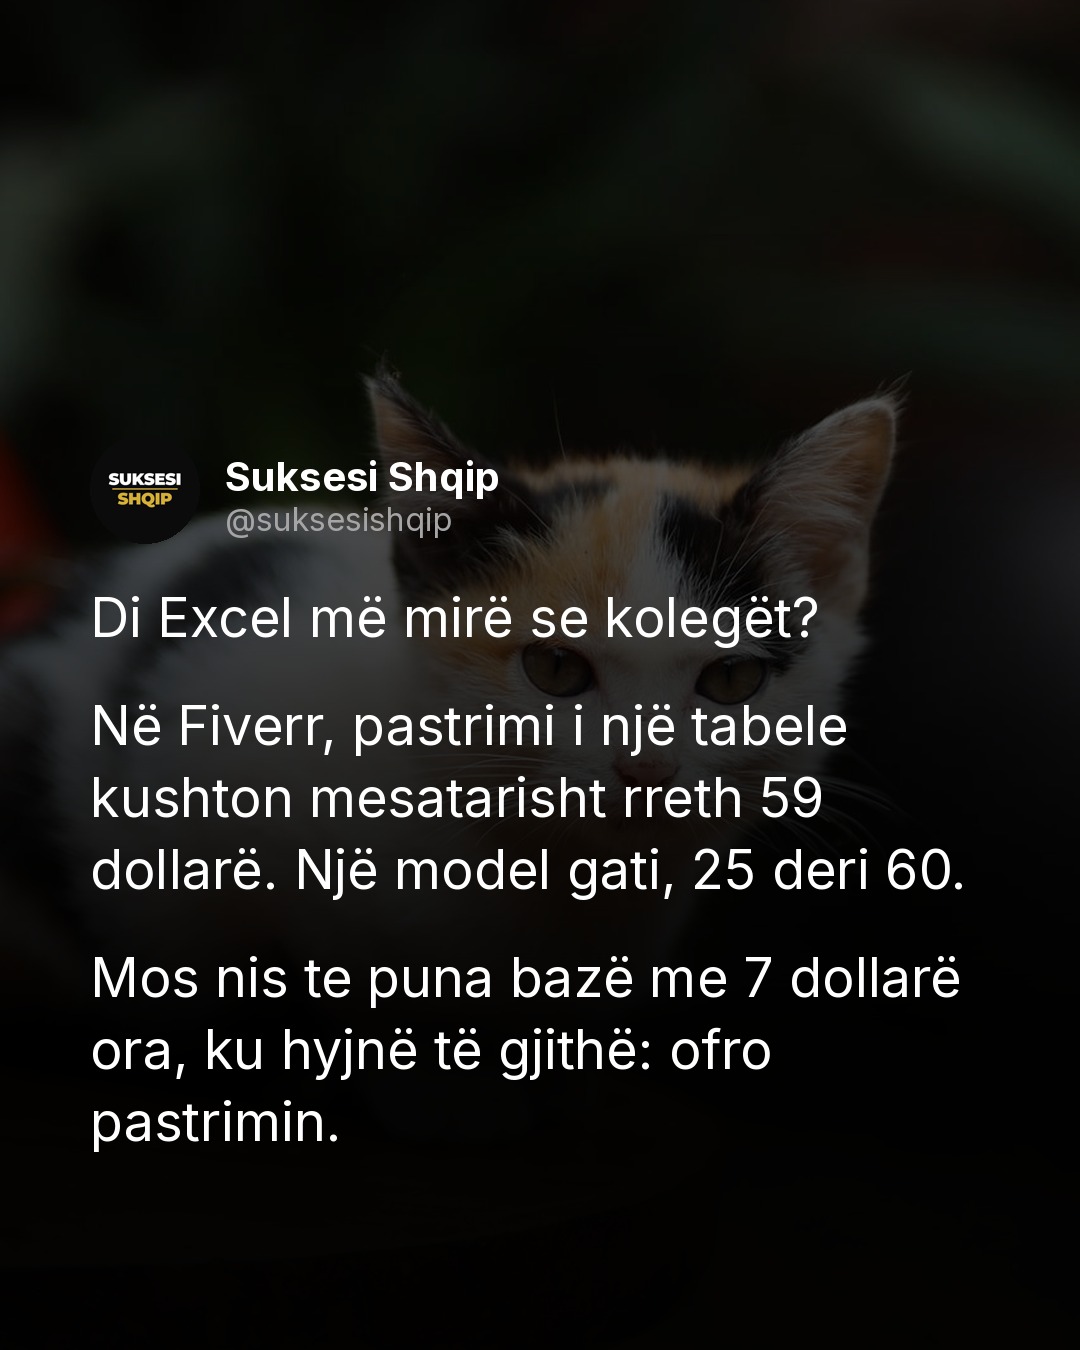 SUKSESI
SHQIP
Suksesi Shqip
@suksesishqip
Di Excel më mirë se kolegët?
Në Fiverr, pastrimi i një tabele
kushton mesatarisht rreth 59
dollarë. Një model gati, 25 deri 60.
Mos nis te puna bazë me 7 dollarë
ora, ku hyjnë të gjithë: ofro
pastrimin.